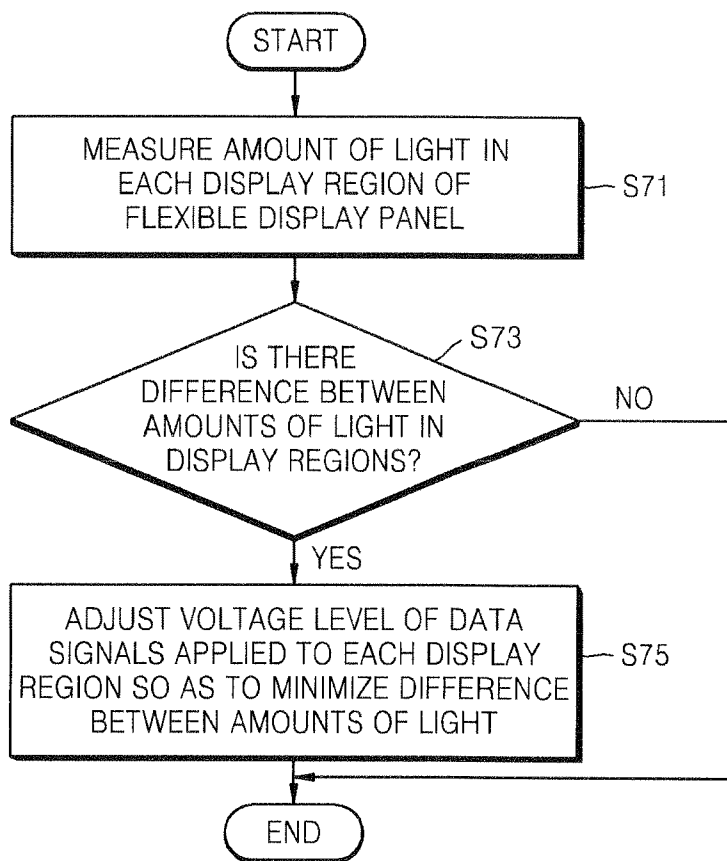 START
MEASURE AMOUNT OF LIGHT IN
EACH DISPLAY REGION OF
FLEXIBLE DISPLAY PANEL
S71
S73
IS THERE
DIFFERENCE BETWEEN
AMOUNTS OF LIGHT IN
DISPLAY REGIONS?
NO
YES
ADJUST VOLTAGE LEVEL OF DATA
SIGNALS APPLIED TO EACH DISPLAY
REGION SO AS TO MINIMIZE DIFFERENCE
BETWEEN AMOUNTS OF LIGHT
S75
END